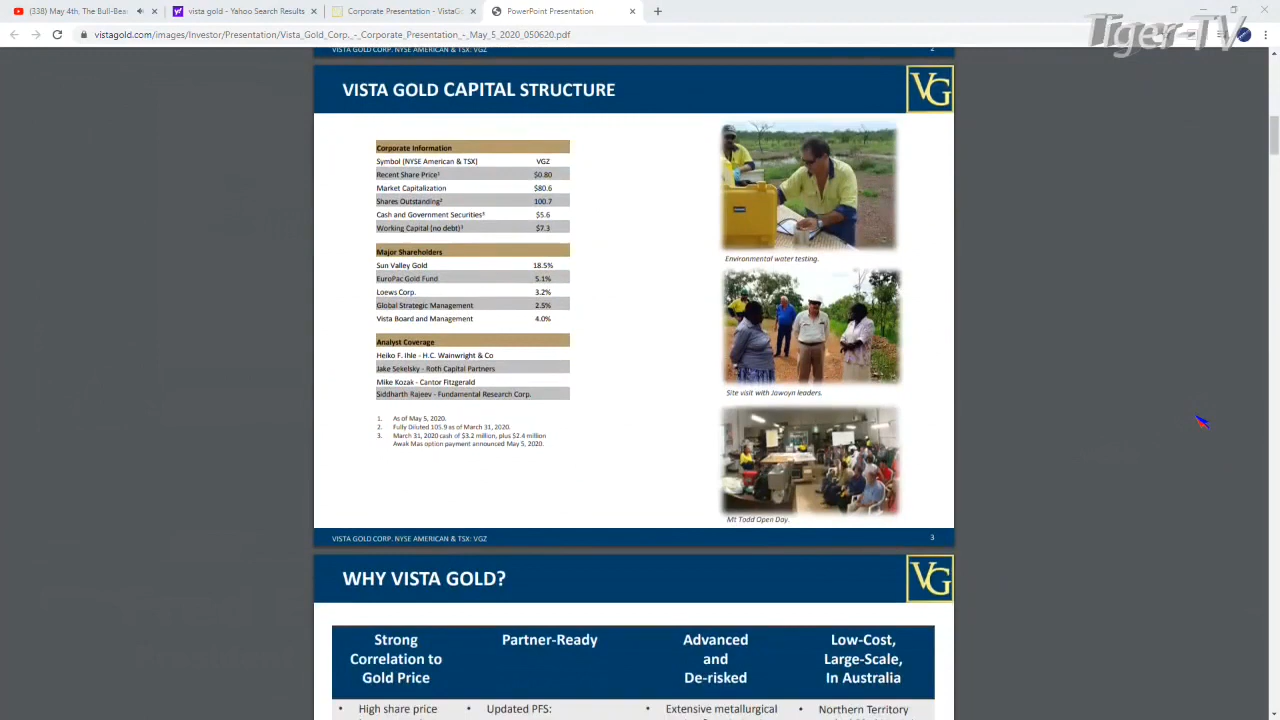 (338) May 4th, The Bull-Bea
vista gold - Yahoo Search Results
Corporate Presentation - VistaG
PowerPoint Presentation
vistagold.com/images/Investor/Presentation/Vista_Gold_Corp._-_Corporate_Presentation_-_May_5_2020_050620.pdf
Tiger-TV
VISTA GOLD CORP. NYSE AMERICAN & TSX: VGZ 2
VISTA GOLD CAPITAL STRUCTURE
VG
Corporate Information
Symbol (NYSE American & TSX) VGZ
Recent Share Price¹ $0.80
Market Capitalization $80.6
Shares Outstanding² 100.7
Cash and Government Securities³ $5.6
Working Capital (no debt)³ $7.3
Major Shareholders
Sun Valley Gold 18.5%
EuroPac Gold Fund 5.1%
Loews Corp. 3.2%
Global Strategic Management 2.5%
Vista Board and Management 4.0%
Analyst Coverage
Heiko F. Ihle - H.C. Wainwright & Co
Jake Sekelsky - Roth Capital Partners
Mike Kozak - Cantor Fitzgerald
Siddharth Rajeev - Fundamental Research Corp.
1. As of May 5, 2020.
2. Fully Diluted 105.9 as of March 31, 2020.
3. March 31, 2020 cash of $3.2 million, plus $2.4 million
Awak Mas option payment announced May 5, 2020.
Environmental water testing.
Site visit with Jawoyn leaders.
Mt Todd Open Day.
VISTA GOLD CORP. NYSE AMERICAN & TSX: VGZ 3
WHY VISTA GOLD?
VG
Strong
Correlation to
Gold Price
Partner-Ready
Advanced
and
De-risked
Low-Cost,
Large-Scale,
In Australia
• High share price
• Updated PFS:
• Extensive metallurgical
• Northern Territory